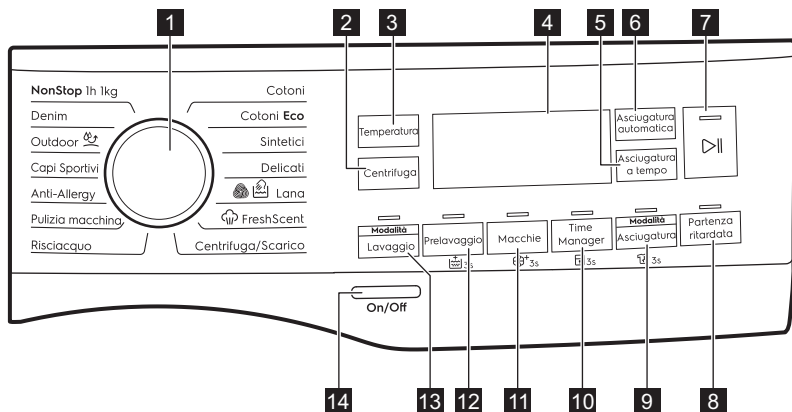 1
2
3
4
5
6
7
NonStop 1h 1kg
Denim
Outdoor
Capi Sportivi
Anti-Allergy
Pulizia macchina
Risciacquo
Cotoni
Cotoni Eco
Sintetici
Delicati
Lana
FreshScent
Centrifuga/Scarico
Temperatura
Centrifuga
Asciugatura
automatica
Asciugatura
a tempo
Modalità
Lavaggio
Prelavaggio
3s
Macchie
3s
Time
Manager
3s
Modalità
Asciugatura
3s
Partenza
ritardata
On/Off
14
13
12
11
10
9
8